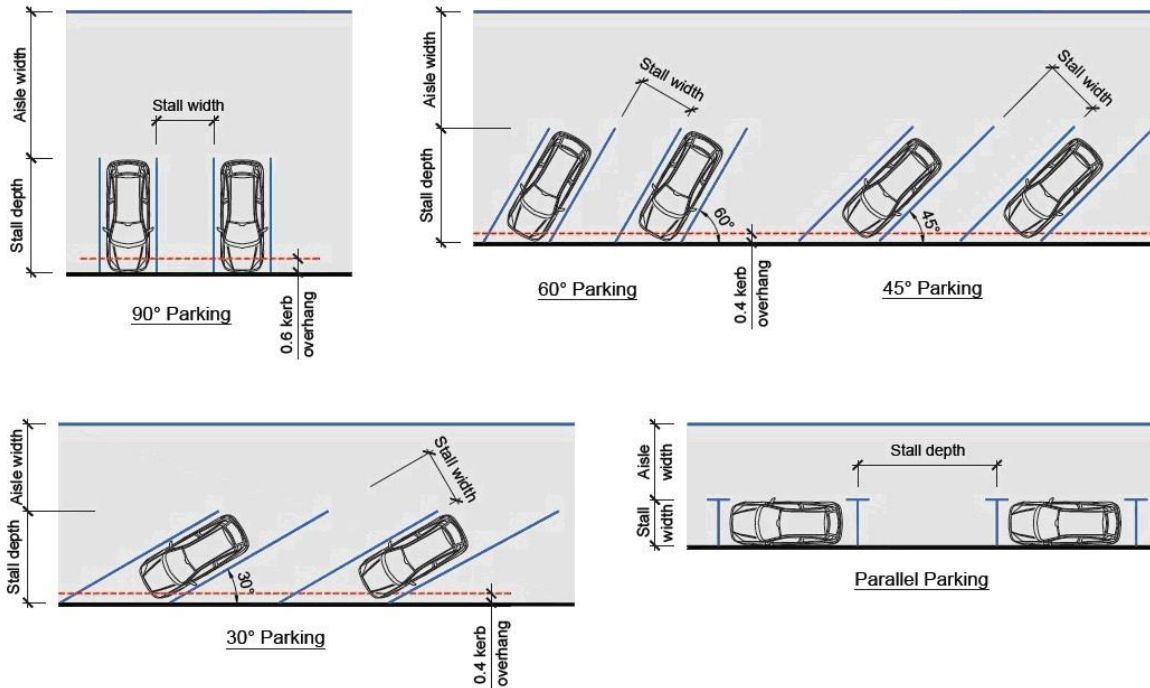 Aisle width
Stall depth
Stall width
0.6 kerb
overhang
90° Parking
Aisle width
Stall depth
Stall width
60°
Stall width
45°
60° Parking
0.4 kerb
overhang
45° Parking
Aisle width
Stall depth
Stall width
30°
0.4 kerb
overhang
30° Parking
Aisle
width
Stall
width
Stall depth
Parallel Parking